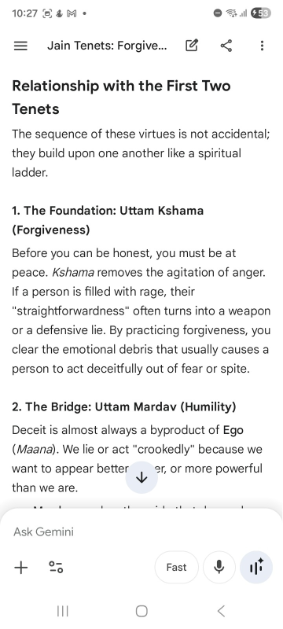 10:27
53
Jain Tenets: Forgive...
Relationship with the First Two
Tenets
The sequence of these virtues is not accidental;
they build upon one another like a spiritual
ladder.
1. The Foundation: Uttam Kshama
(Forgiveness)
Before you can be honest, you must be at
peace. Kshama removes the agitation of anger.
If a person is filled with rage, their
"straightforwardness" often turns into a weapon
or a defensive lie. By practicing forgiveness, you
clear the emotional debris that usually causes a
person to act deceitfully out of fear or spite.
2. The Bridge: Uttam Mardav (Humility)
Deceit is almost always a byproduct of Ego
(Maana). We lie or act "crookedly" because we
want to appear better, or more powerful
than we are.
Ask Gemini
Fast